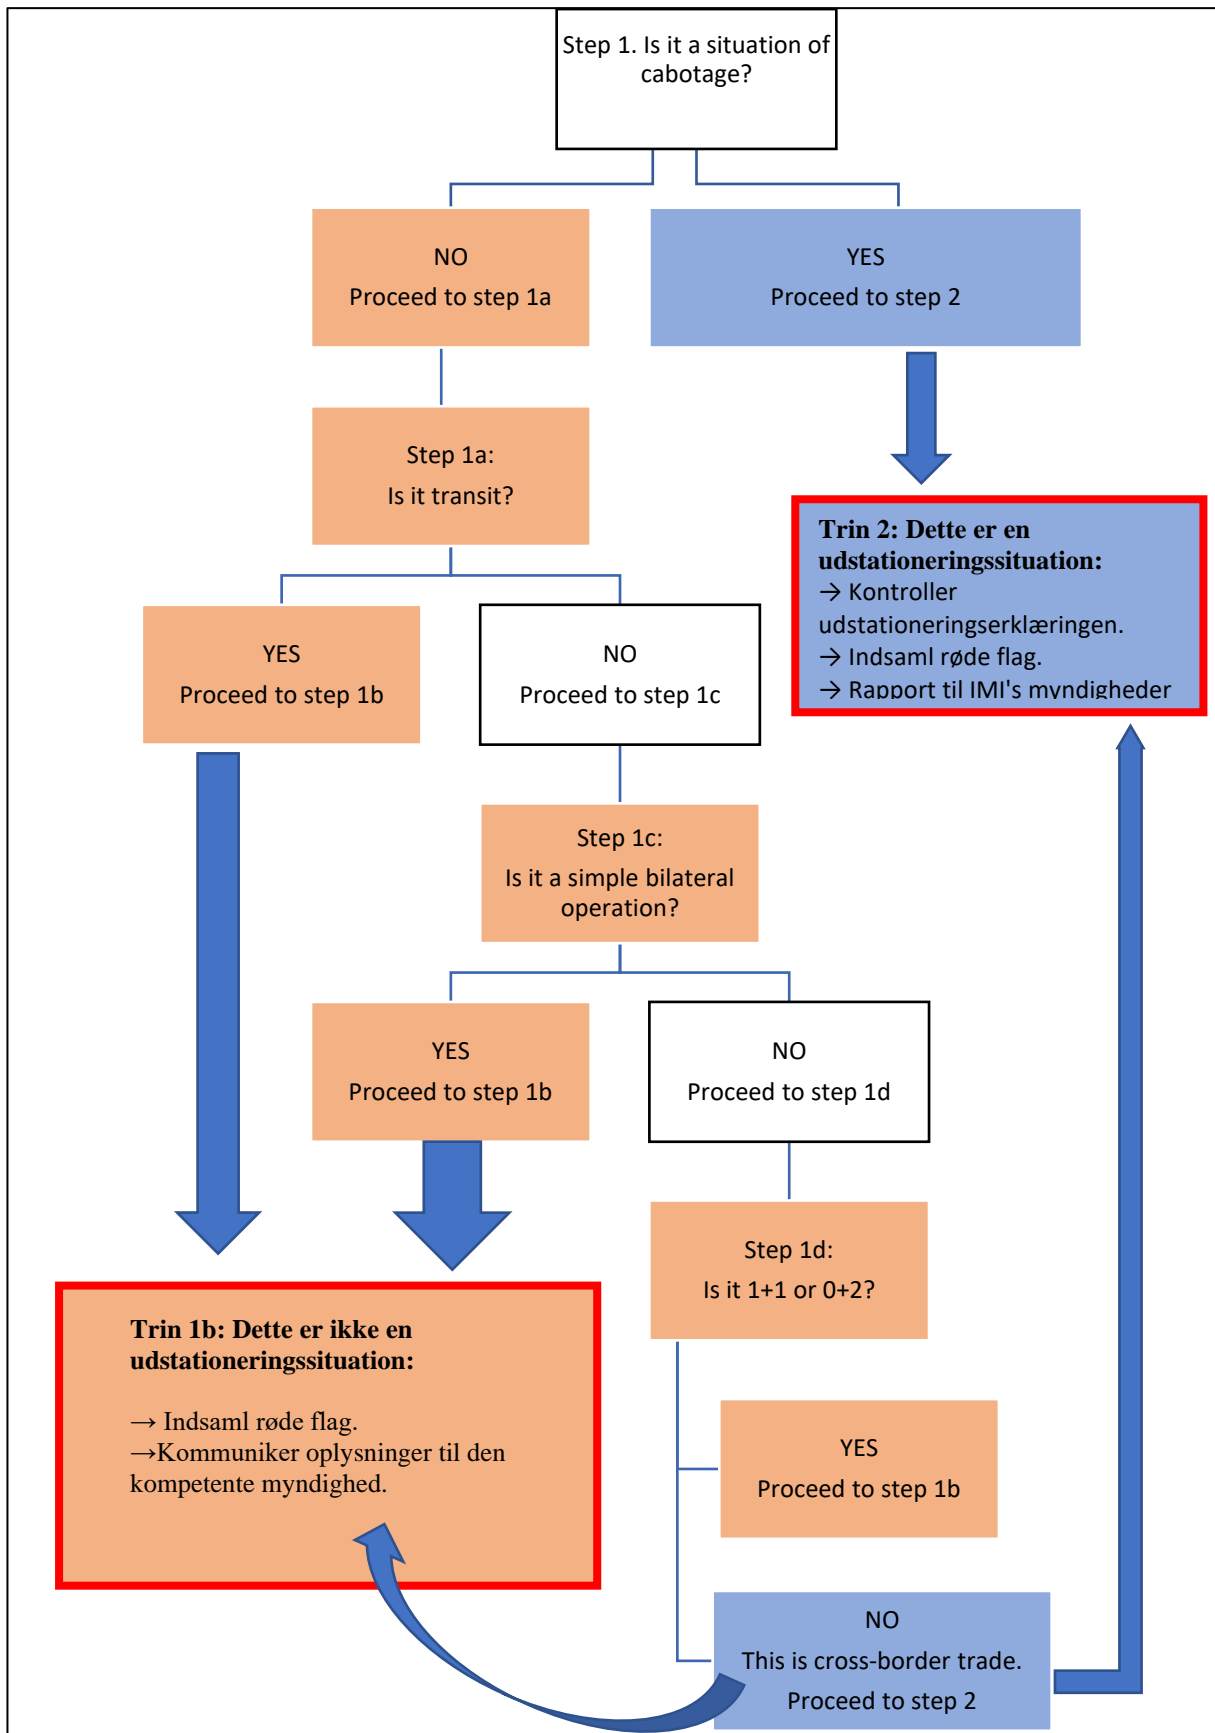 Step 1. Is it a situation of
cabotage?
NO
Proceed to step 1a
YES
Proceed to step 2
Step 1a:
Is it transit?
Trin 2: Dette er en
udstationeringssituation:
→ Kontroller
udstationeringserklæringen.
→ Indsaml røde flag.
→ Rapport til IMI's myndigheder
YES
Proceed to step 1b
NO
Proceed to step 1c
Step 1c:
Is it a simple bilateral
operation?
YES
Proceed to step 1b
NO
Proceed to step 1d
Step 1d:
Is it 1+1 or 0+2?
Trin 1b: Dette er ikke en
udstationeringssituation:
→ Indsaml røde flag.
→Kommuniker oplysninger til den
kompetente myndighed.
YES
Proceed to step 1b
NO
This is cross-border trade.
Proceed to step 2